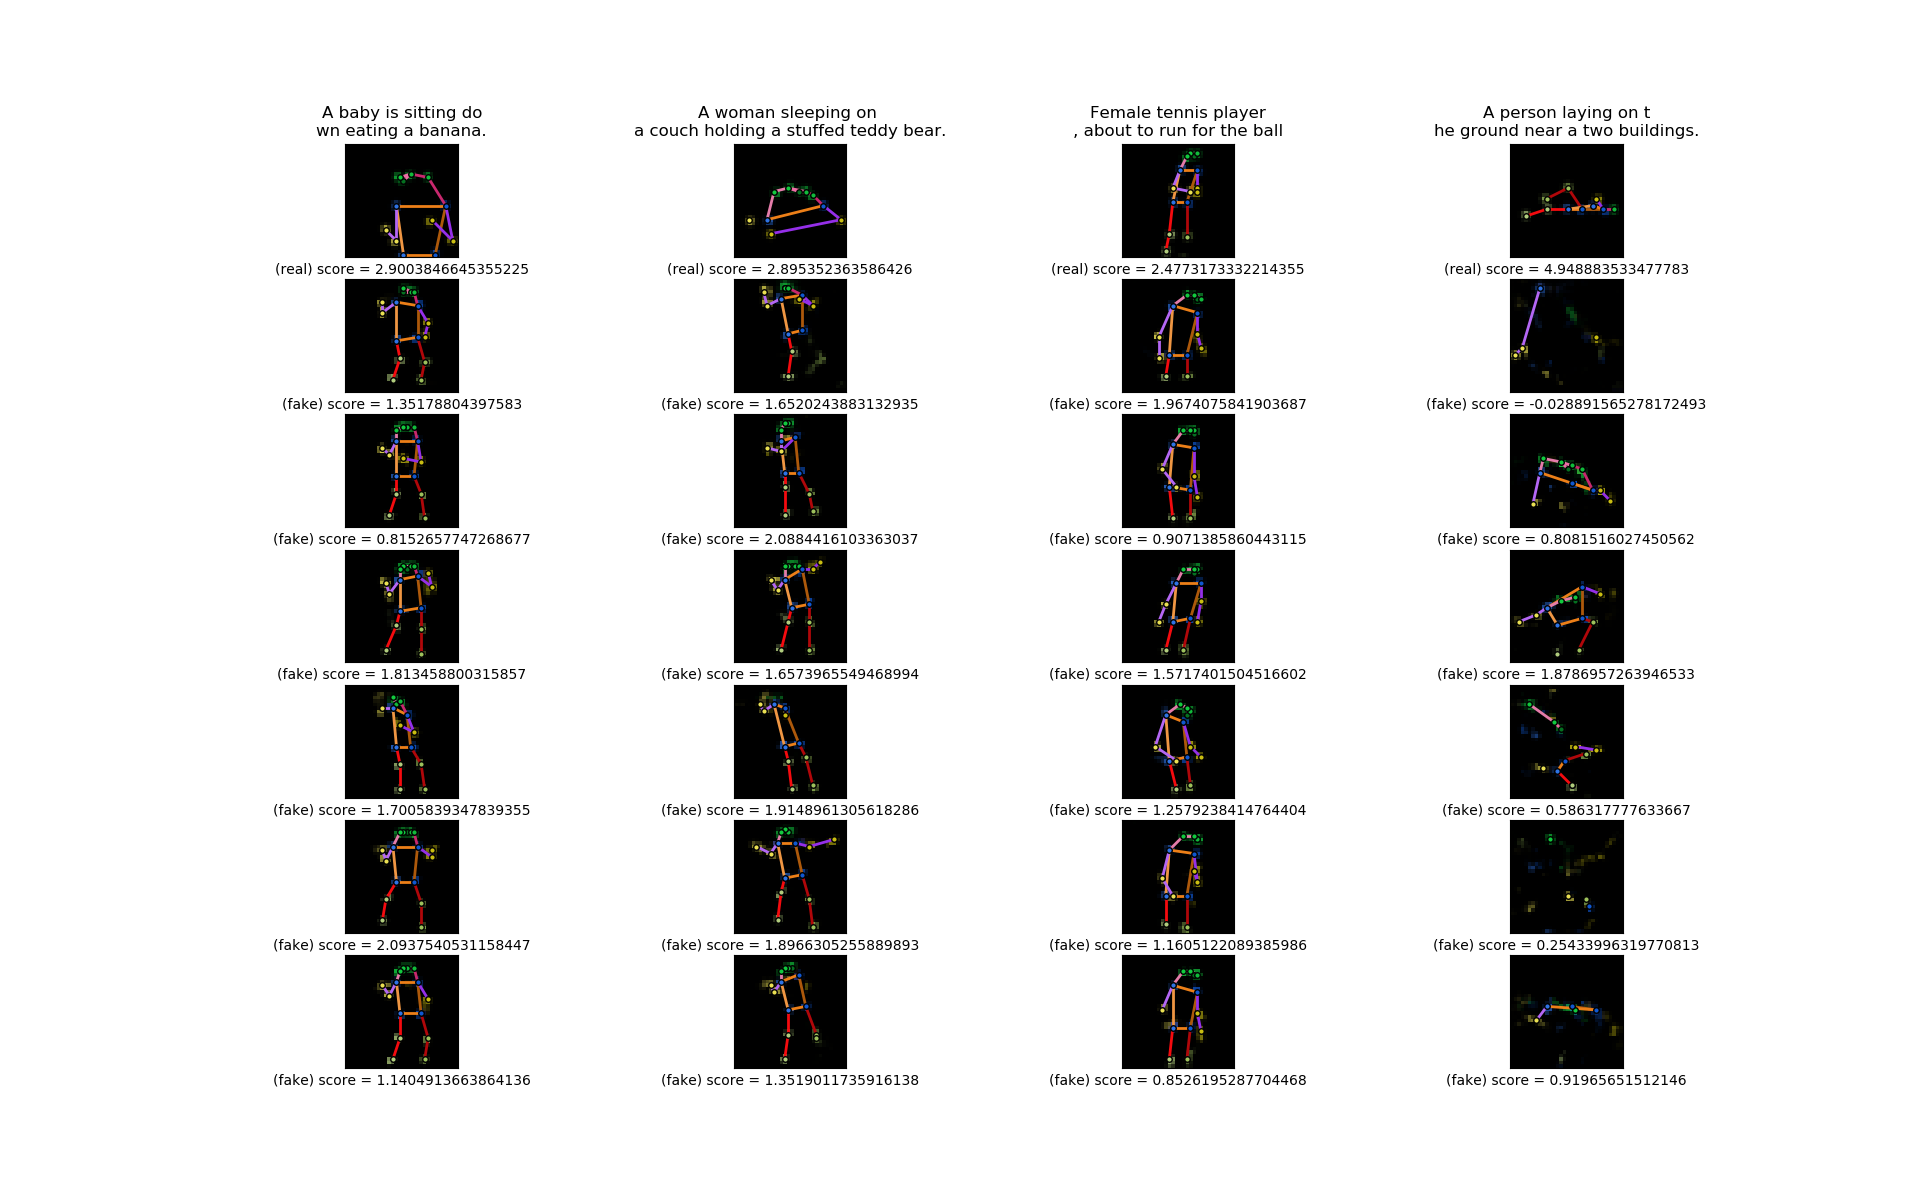 A baby is sitting do
wn eating a banana.
A woman sleeping on
a couch holding a stuffed teddy bear.
Female tennis player
, about to run for the ball
A person laying on t
he ground near a two buildings.
(real) score = 2.9003846645355225
(real) score = 2.895352363586426
(real) score = 2.4773173332214355
(real) score = 4.948883533477783
(fake) score = 1.35178804397583
(fake) score = 1.6520243883132935
(fake) score = 1.9674075841903687
(fake) score = -0.028891565278172493
(fake) score = 0.8152657747268677
(fake) score = 2.0884416103363037
(fake) score = 0.9071385860443115
(fake) score = 0.8081516027450562
(fake) score = 1.813458800315857
(fake) score = 1.6573965549468994
(fake) score = 1.5717401504516602
(fake) score = 1.8786957263946533
(fake) score = 1.7005839347839355
(fake) score = 1.9148961305618286
(fake) score = 1.2579238414764404
(fake) score = 0.586317777633667
(fake) score = 2.0937540531158447
(fake) score = 1.8966305255889893
(fake) score = 1.1605122089385986
(fake) score = 0.25433996319770813
(fake) score = 1.1404913663864136
(fake) score = 1.3519011735916138
(fake) score = 0.8526195287704468
(fake) score = 0.91965651512146